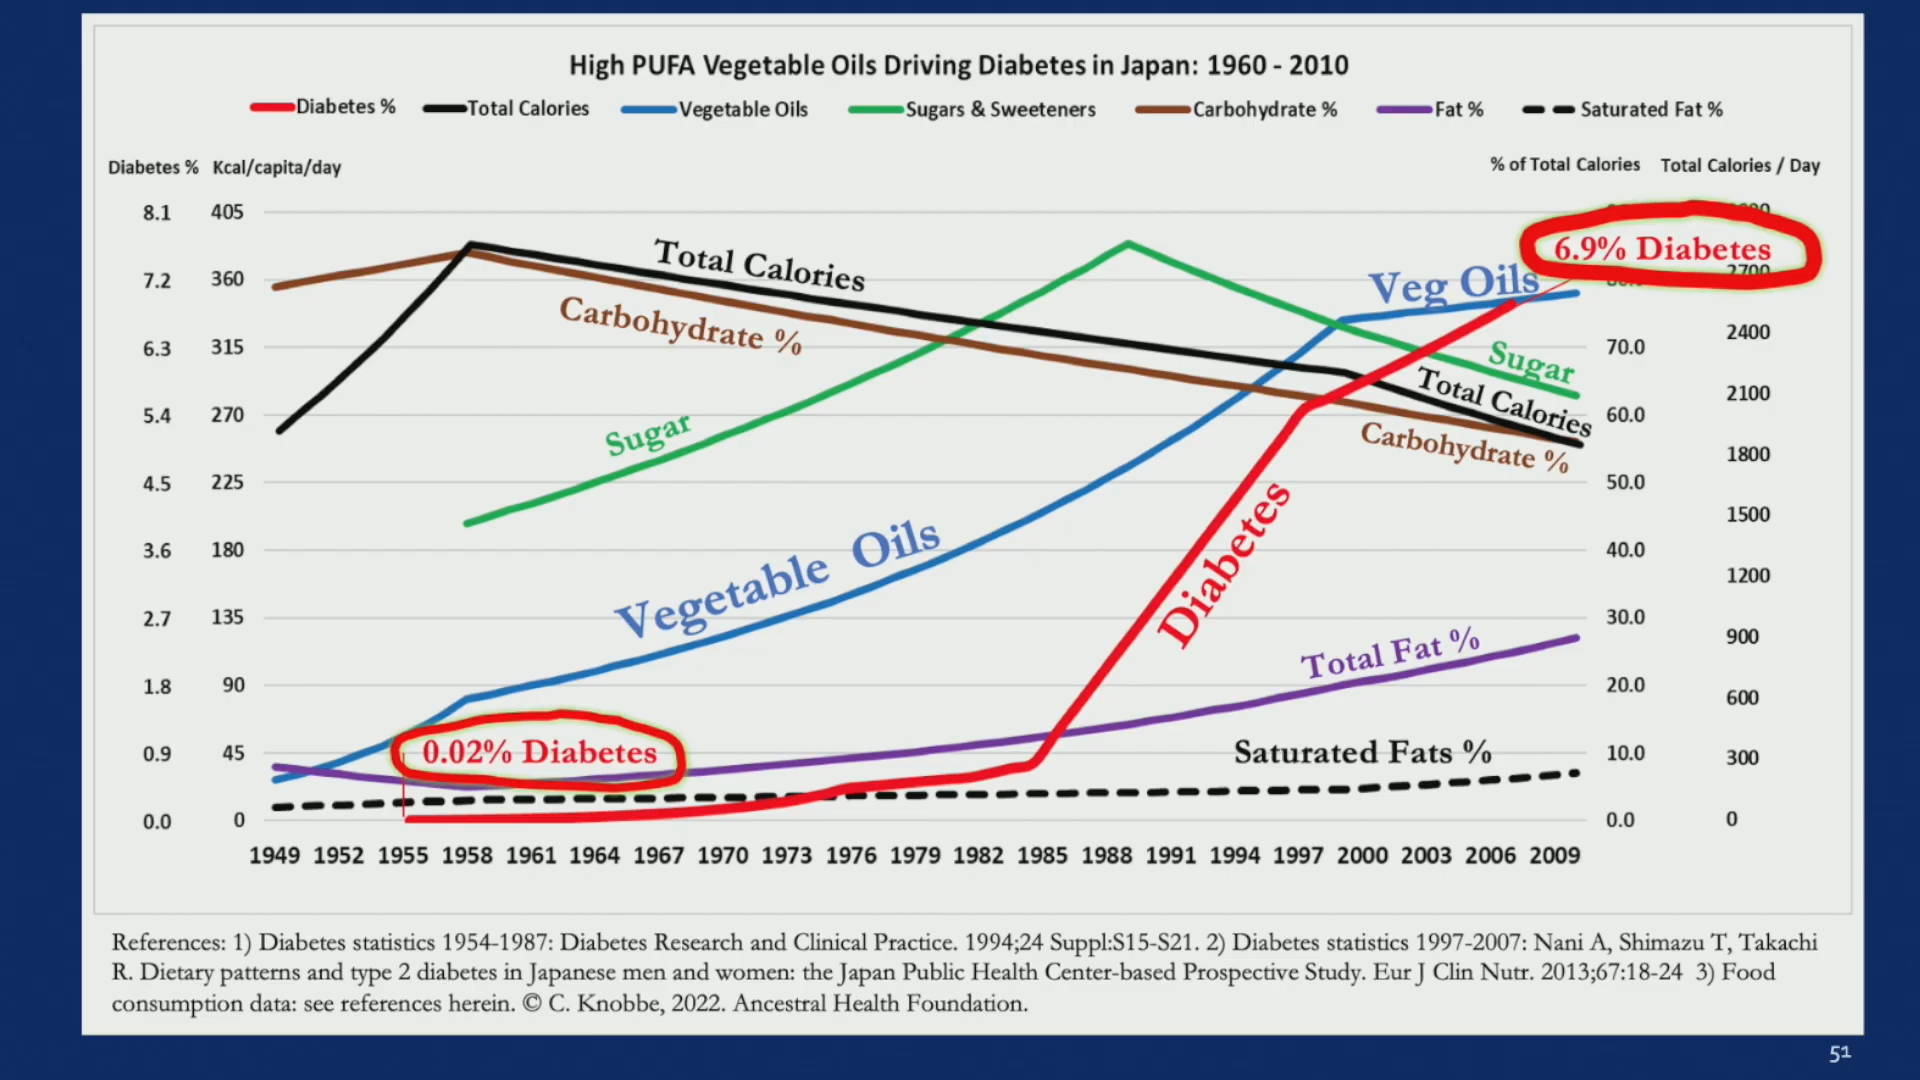 High PUFA Vegetable Oils Driving Diabetes in Japan: 1960 - 2010
Diabetes % Total Calories Vegetable Oils Sugars & Sweeteners Carbohydrate % Fat % Saturated Fat %
Diabetes % Kcal/capita/day % of Total Calories Total Calories / Day
8.1 405
6.9% Diabetes
2700
7.2 360
6.3 315 70.0 2400
5.4 270 60.0 2100
4.5 225 50.0 1800
1500
3.6 180 40.0 1200
2.7 135 30.0 900
1.8 90 20.0 600
0.9 45 10.0 300
0.0 0 0.0 0
Total Calories
Carbohydrate %
Veg Oils
Sugar
Total Calories
Carbohydrate %
Sugar
Vegetable Oils
Diabetes
Total Fat %
0.02% Diabetes
Saturated Fats %
1949 1952 1955 1958 1961 1964 1967 1970 1973 1976 1979 1982 1985 1988 1991 1994 1997 2000 2003 2006 2009
References: 1) Diabetes statistics 1954-1987: Diabetes Research and Clinical Practice. 1994;24 Suppl:S15-S21. 2) Diabetes statistics 1997-2007: Nani A, Shimazu T, Takachi
R. Dietary patterns and type 2 diabetes in Japanese men and women: the Japan Public Health Center-based Prospective Study. Eur J Clin Nutr. 2013;67:18-24 3) Food
consumption data: see references herein. © C. Knobbe, 2022. Ancestral Health Foundation.
51